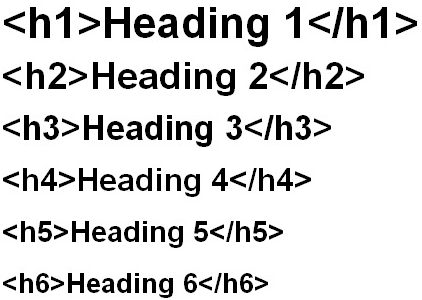 <h1>Heading 1</h1>
<h2>Heading 2</h2>
<h3>Heading 3</h3>
<h4>Heading 4</h4>
<h5>Heading 5</h5>
<h6>Heading 6</h6>